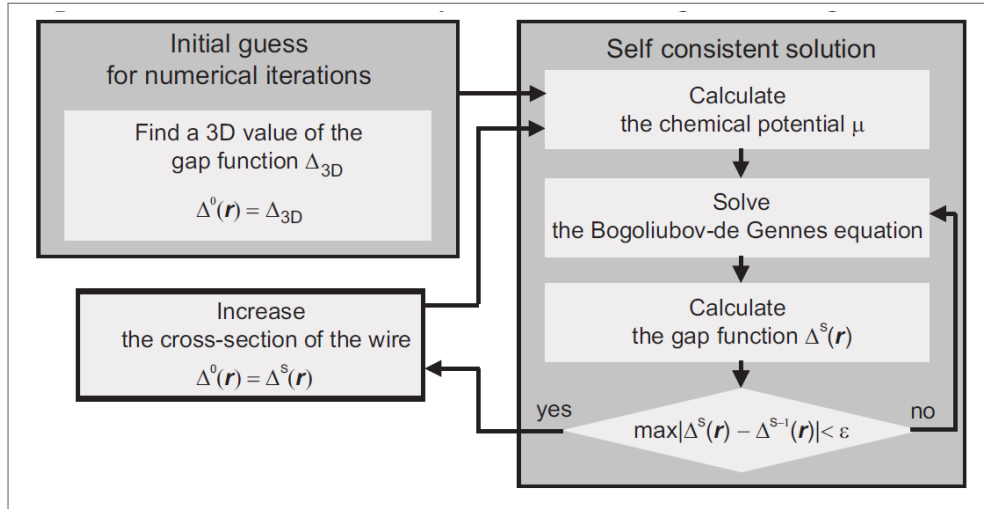 Initial guess
for numerical iterations
Find a 3D value of the
gap function Δ₃D
Δ⁰(r) = Δ₃D
Increase
the cross-section of the wire
Δ⁰(r) = Δˢ(r)
Self consistent solution
Calculate
the chemical potential μ
Solve
the Bogoliubov-de Gennes equation
Calculate
the gap function Δˢ(r)
yes
no
max|Δˢ(r) − Δˢ⁻¹(r)|< ε